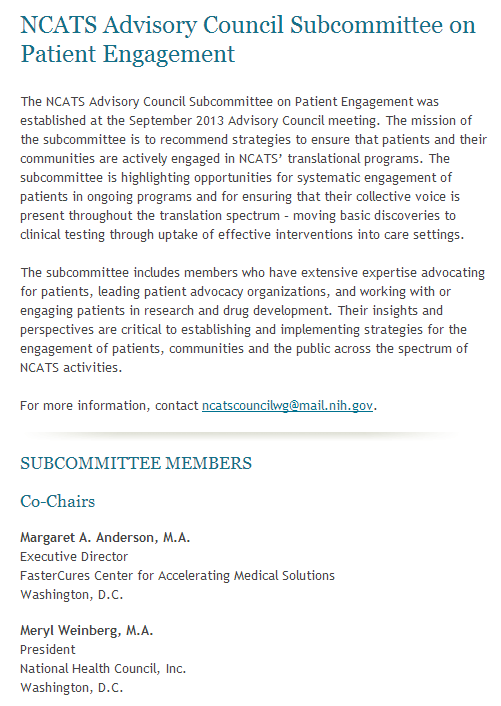 NCATS Advisory Council Subcommittee on
Patient Engagement
The NCATS Advisory Council Subcommittee on Patient Engagement was
established at the September 2013 Advisory Council meeting. The mission of
the subcommittee is to recommend strategies to ensure that patients and their
communities are actively engaged in NCATS’ translational programs. The
subcommittee is highlighting opportunities for systematic engagement of
patients in ongoing programs and for ensuring that their collective voice is
present throughout the translation spectrum – moving basic discoveries to
clinical testing through uptake of effective interventions into care settings.
The subcommittee includes members who have extensive expertise advocating
for patients, leading patient advocacy organizations, and working with or
engaging patients in research and drug development. Their insights and
perspectives are critical to establishing and implementing strategies for the
engagement of patients, communities and the public across the spectrum of
NCATS activities.
For more information, contact ncatscouncilwg@mail.nih.gov.
SUBCOMMITTEE MEMBERS
Co-Chairs
Margaret A. Anderson, M.A.
Executive Director
FasterCures Center for Accelerating Medical Solutions
Washington, D.C.
Meryl Weinberg, M.A.
President
National Health Council, Inc.
Washington, D.C.